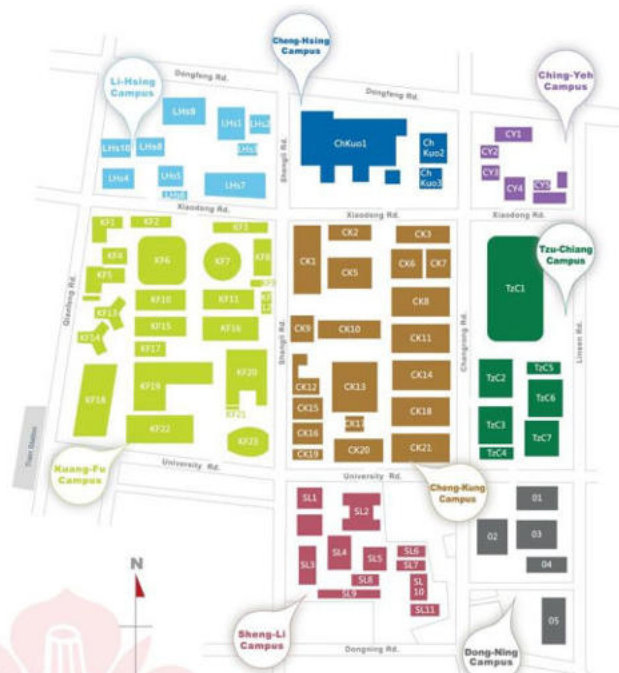 Cheng-Hsing
Campus
Dongfeng Rd.
Li-Hsing
Campus
Dongfeng Rd.
Ching-Yeh
Campus
LHs9
LHs1
LHs2
LHs3
LHs10
LHs8
LHs4
LHs5
LHs6
LHs7
Shengli Rd.
ChKuo1
Ch
Kuo2
Ch
Kuo3
CY1
CY2
CY3
CY4
CY5
Xiaodong Rd.
Xiaodong Rd.
Xiaodong Rd.
KF1
KF2
KF3
KF4
KF5
KF6
KF7
KF8
KF9
KF10
KF11
KF
12
KF13
KF14
KF15
KF16
KF17
KF18
KF19
KF20
KF21
KF22
KF23
Qianfeng Rd.
Shengli Rd.
CK1
CK2
CK3
CK5
CK6
CK7
CK8
CK9
CK10
CK11
CK12
CK13
CK14
CK15
CK16
CK17
CK18
CK19
CK20
CK21
Changrong Rd.
Tzu-Chiang
Campus
TzC1
TzC2
TzC5
TzC6
TzC3
TzC7
TzC4
Linsen Rd.
Train Station
Kuang-Fu
Campus
University Rd.
University Rd.
Cheng-Kung
Campus
SL1
SL2
SL3
SL4
SL5
SL6
SL7
SL8
SL9
SL
10
SL11
01
02
03
04
05
N
Sheng-Li
Campus
Dongning Rd.
Dong-Ning
Campus